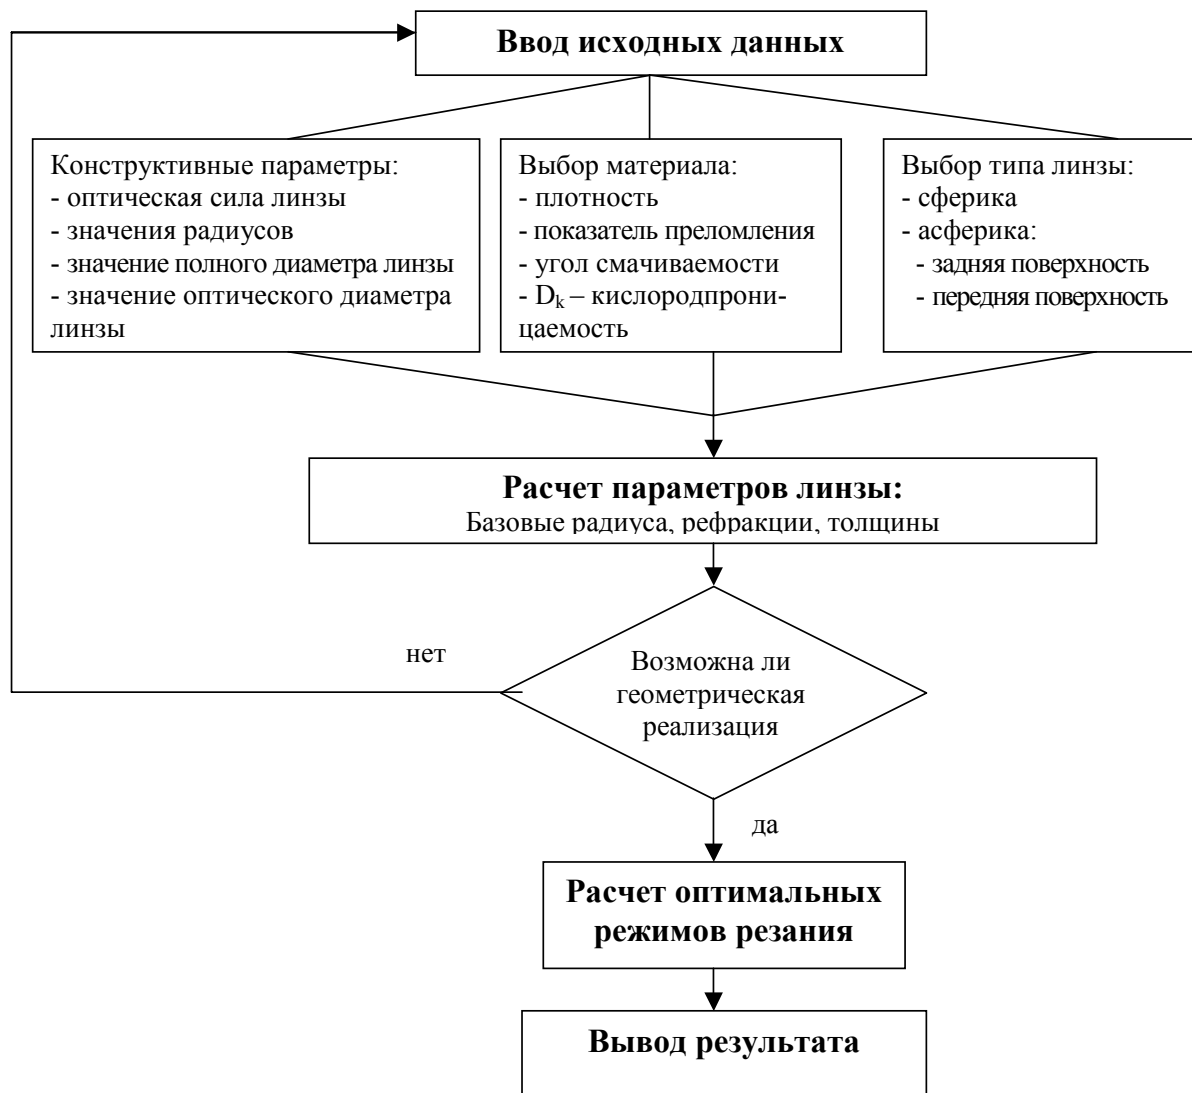 Ввод исходных данных
Конструктивные параметры:
- оптическая сила линзы
- значения радиусов
- значение полного диаметра линзы
- значение оптического диаметра
линзы
Выбор материала:
- плотность
- показатель преломления
- угол смачиваемости
- Dk – кислородпрони-
цаемость
Выбор типа линзы:
- сферика
- асферика:
- задняя поверхность
- передняя поверхность
Расчет параметров линзы:
Базовые радиуса, рефракции, толщины
нет
Возможна ли
геометрическая
реализация
да
Расчет оптимальных
режимов резания
Вывод результата